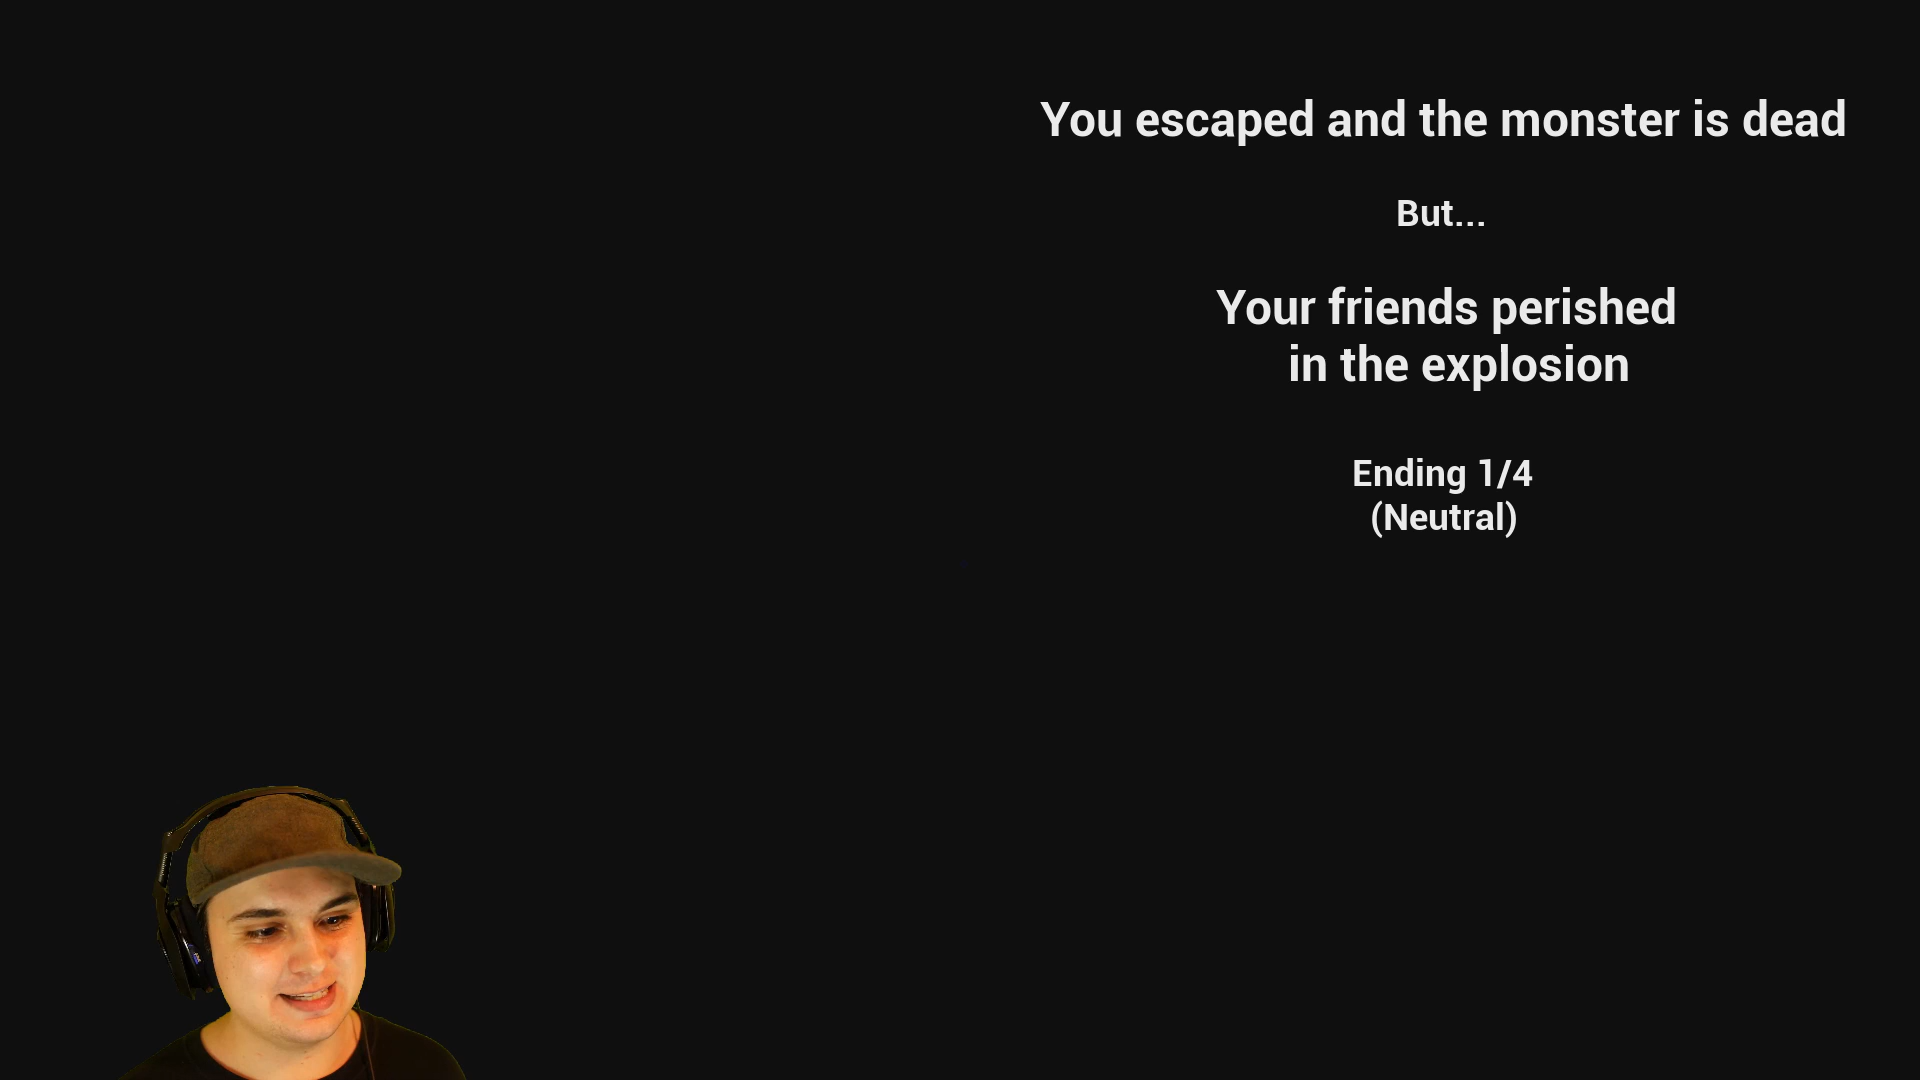 You escaped and the monster is dead
But...
Your friends perished
in the explosion
Ending 1/4
(Neutral)